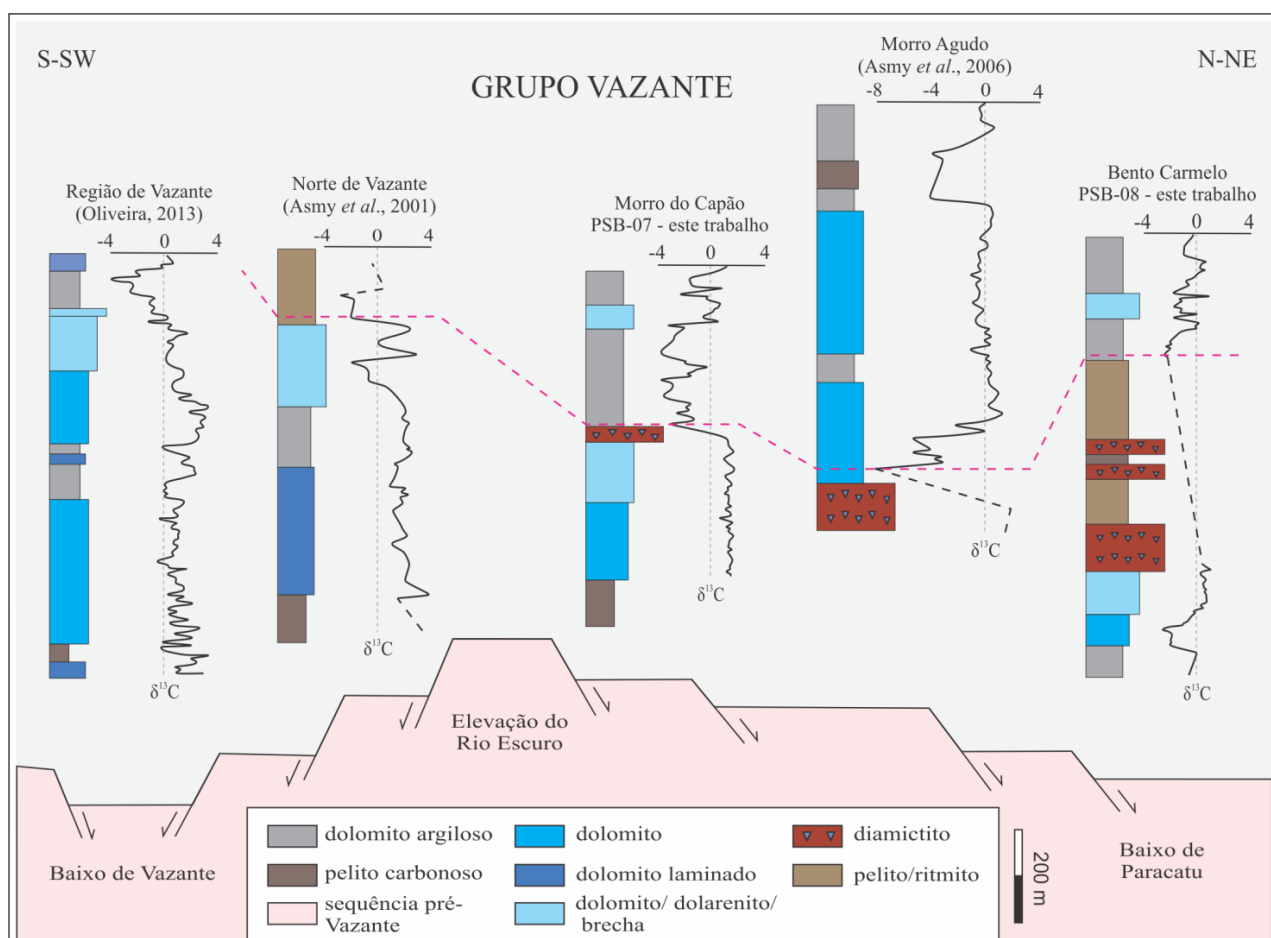 S-SW
GRUPO VAZANTE
N-NE
Região de Vazante
(Oliveira, 2013)
-4 0 4
δ¹³C
Norte de Vazante
(Asmy et al., 2001)
-4 0 4
δ¹³C
Morro do Capão
PSB-07 - este trabalho
-4 0 4
Morro Agudo
(Asmy et al., 2006)
-8 -4 0 4
δ¹³C
δ¹³C
Bento Carmelo
PSB-08 - este trabalho
-4 0 4
δ¹³C
Elevação do
Rio Escuro
Baixo de Vazante
Baixo de
Paracatu
dolomito argiloso
pelito carbonoso
sequência pré-
Vazante
dolomito
dolomito laminado
dolomito/ dolarenito/
brecha
diamictito
pelito/ritmito
200 m